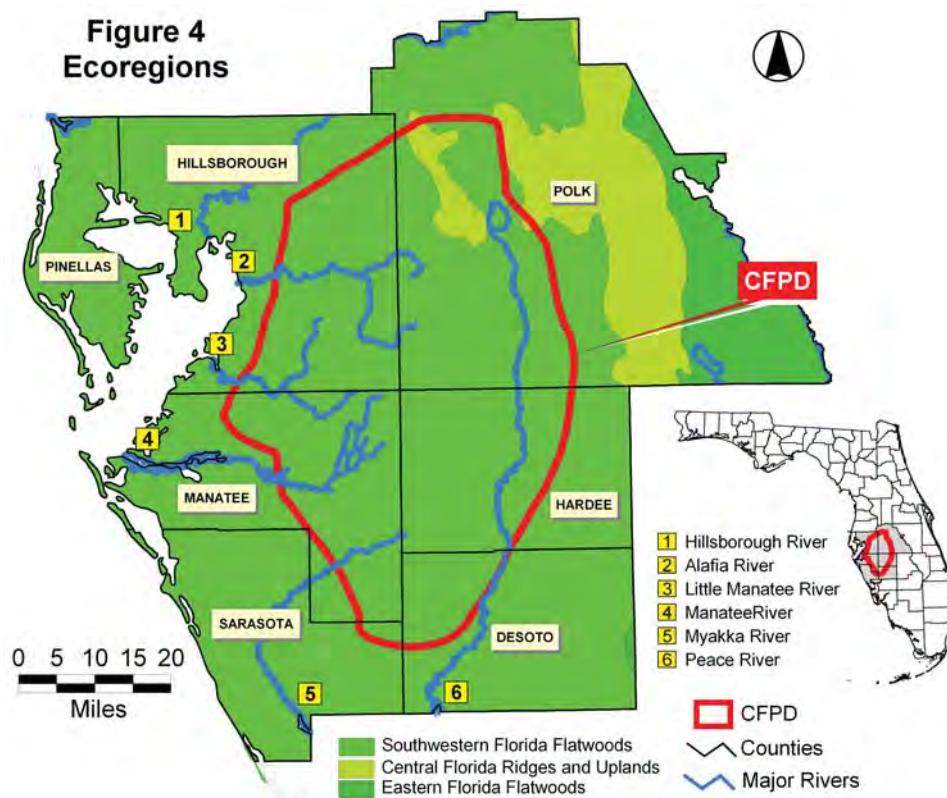 Figure 4
Ecoregions
HILLSBOROUGH
POLK
1
PINELLAS
2
CFPD
3
4
MANATEE
HARDEE
1 Hillsborough River
2 Alafia River
3 Little Manatee River
4 ManateeRiver
5 Myakka River
6 Peace River
SARASOTA
DESOTO
0 5 10 15 20
Miles
5
6
CFPD
Counties
Major Rivers
Southwestern Florida Flatwoods
Central Florida Ridges and Uplands
Eastern Florida Flatwoods